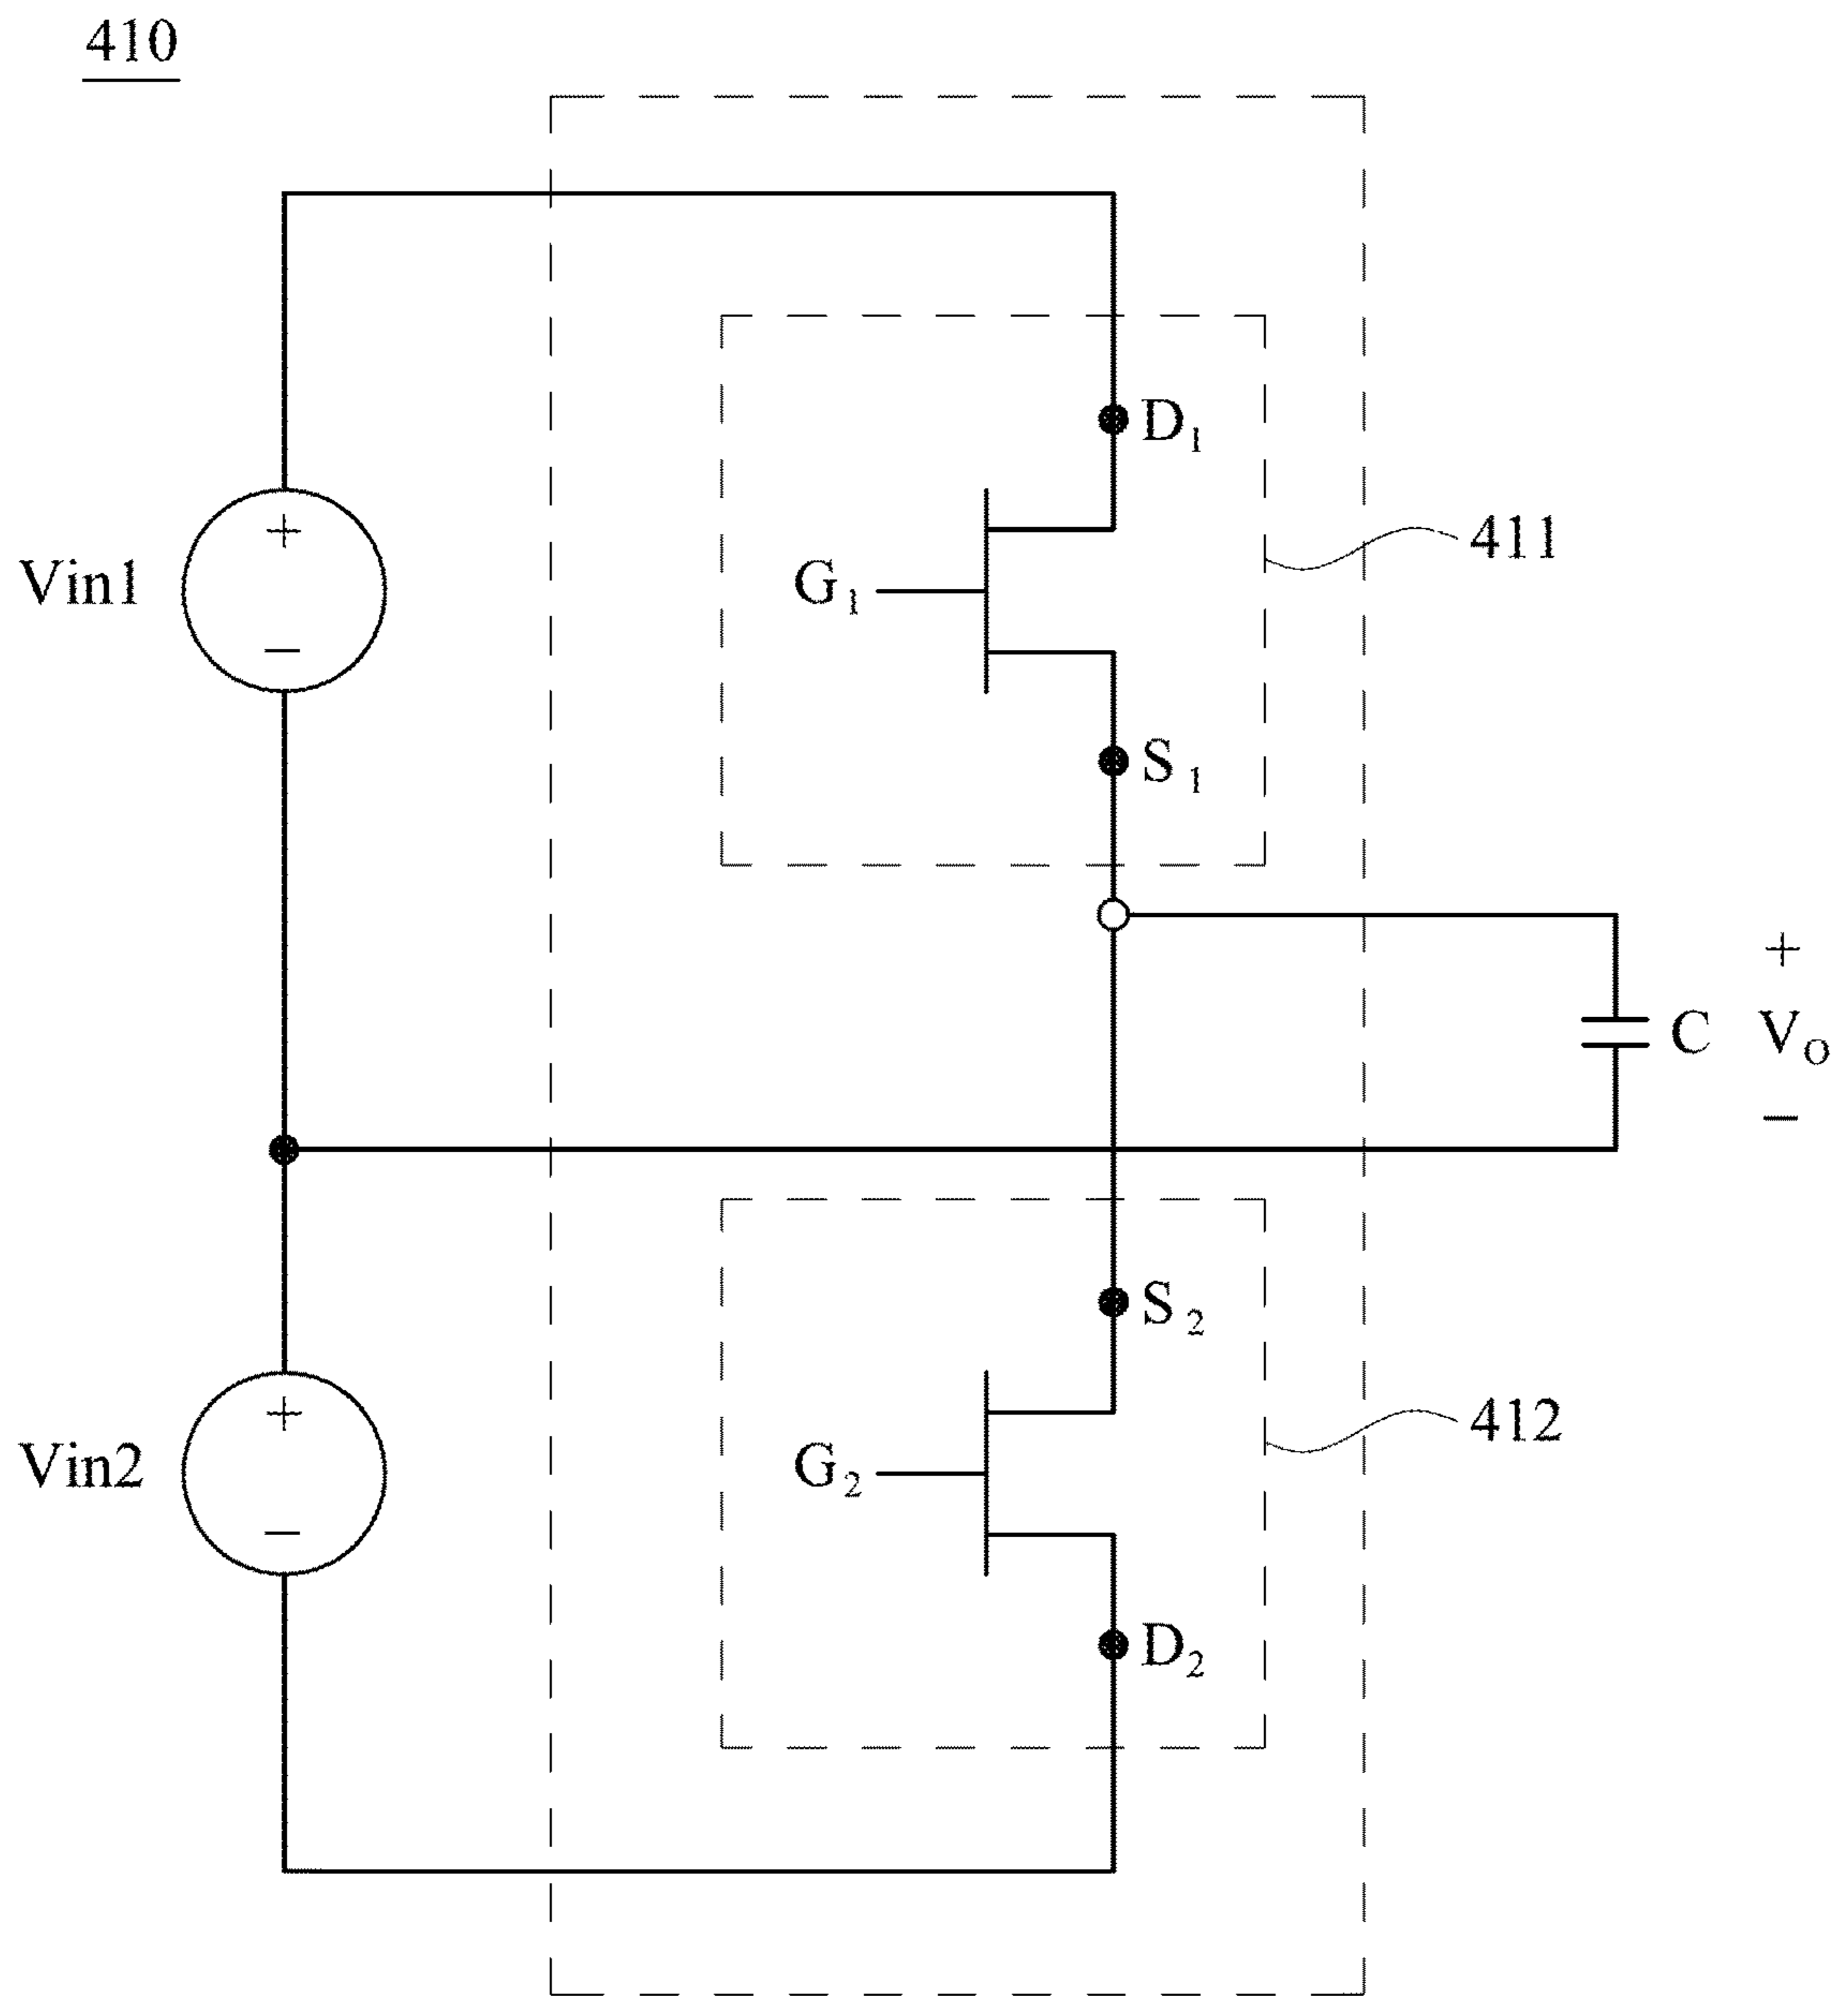 410
D₁
411
Vin1
+
−
G₁
S₁
+
C
Vₒ
−
S₂
412
Vin2
+
−
G₂
D₂